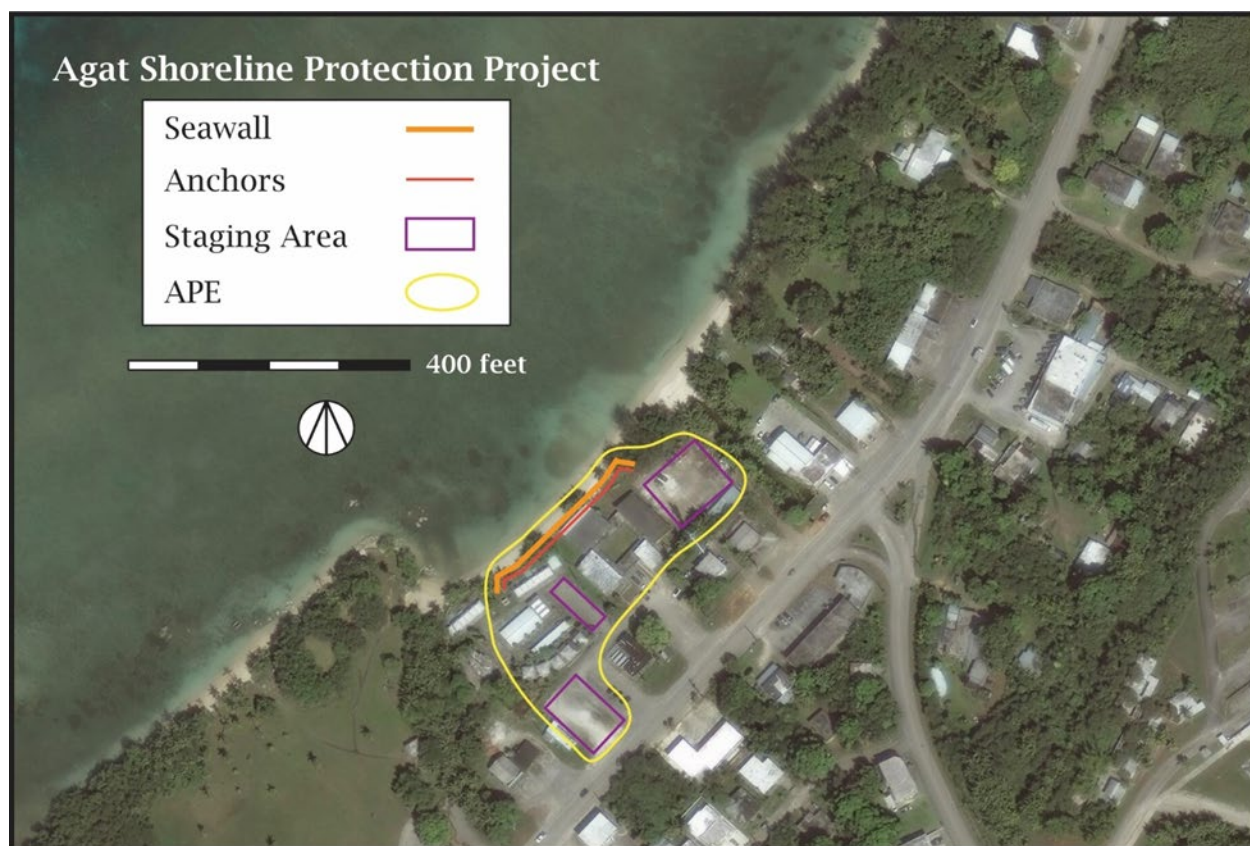 Agat Shoreline Protection Project
Seawall
Anchors
Staging Area
APE
400 feet